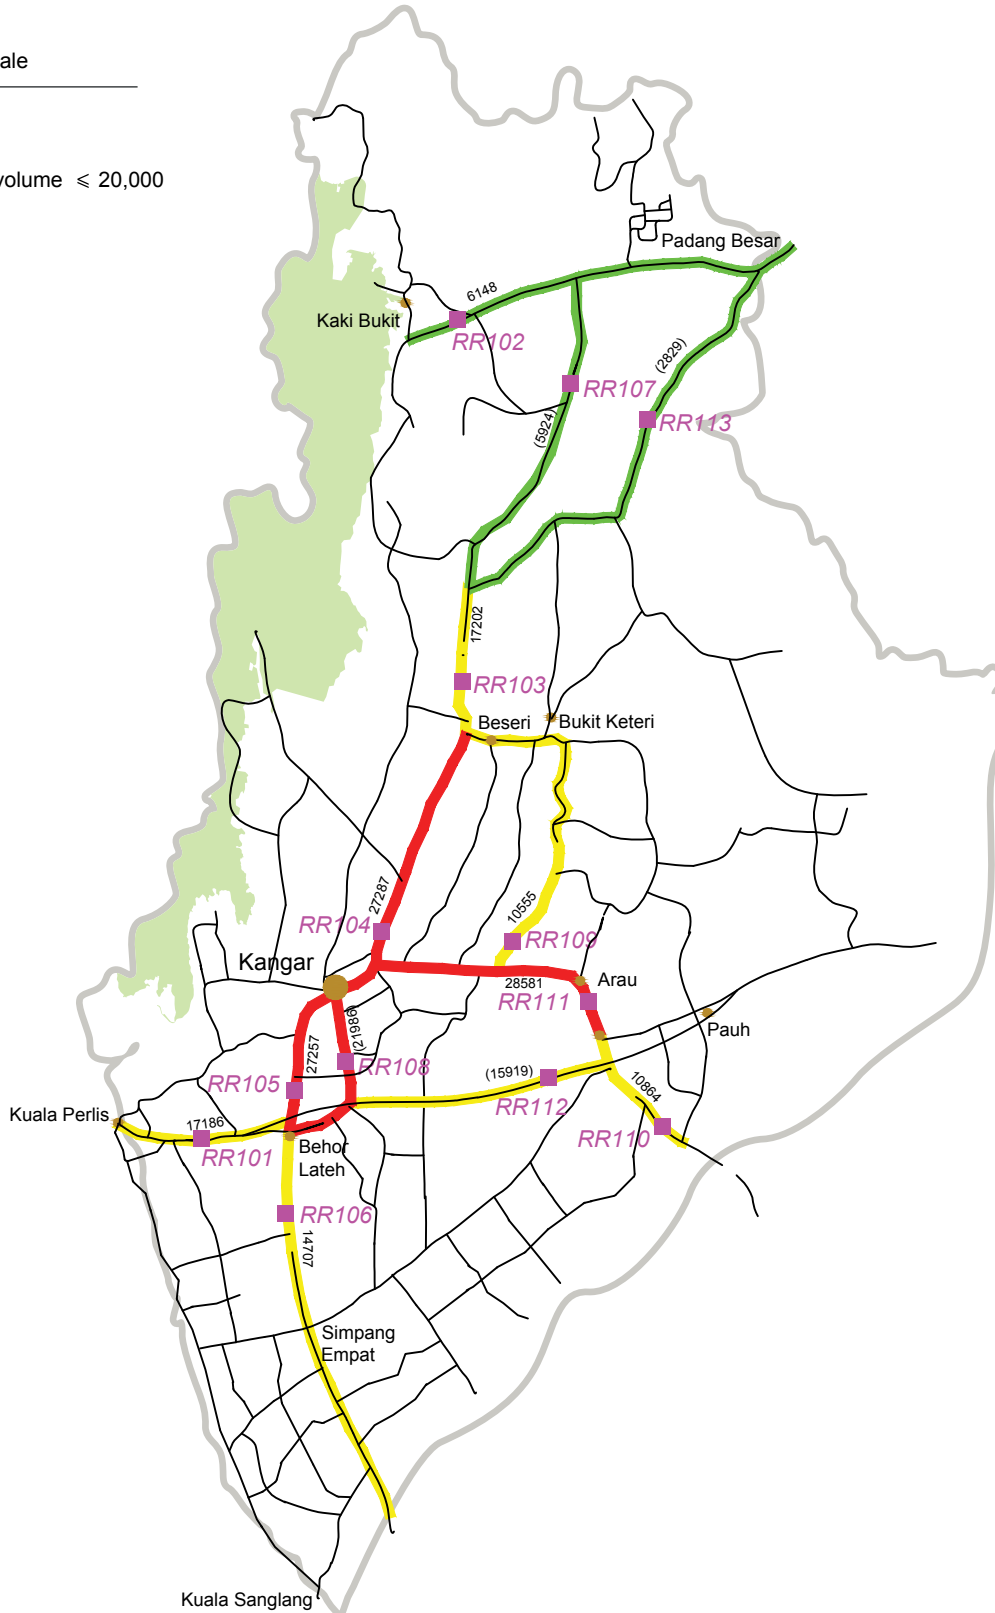 ale
volume ⩽ 20,000
Padang Besar
6148
Kaki Bukit
RR102
(2829)
RR107
(5924)
RR113
17202
RR103
Beseri
Bukit Keteri
27287
10555
RR104
RR109
Kangar
28581
Arau
RR111
(21986)
Pauh
27257
RR108
(15919)
10864
RR105
Kuala Perlis
17186
RR112
RR110
RR101
Behor
Lateh
RR106
14707
Simpang
Empat
Kuala Sanglang